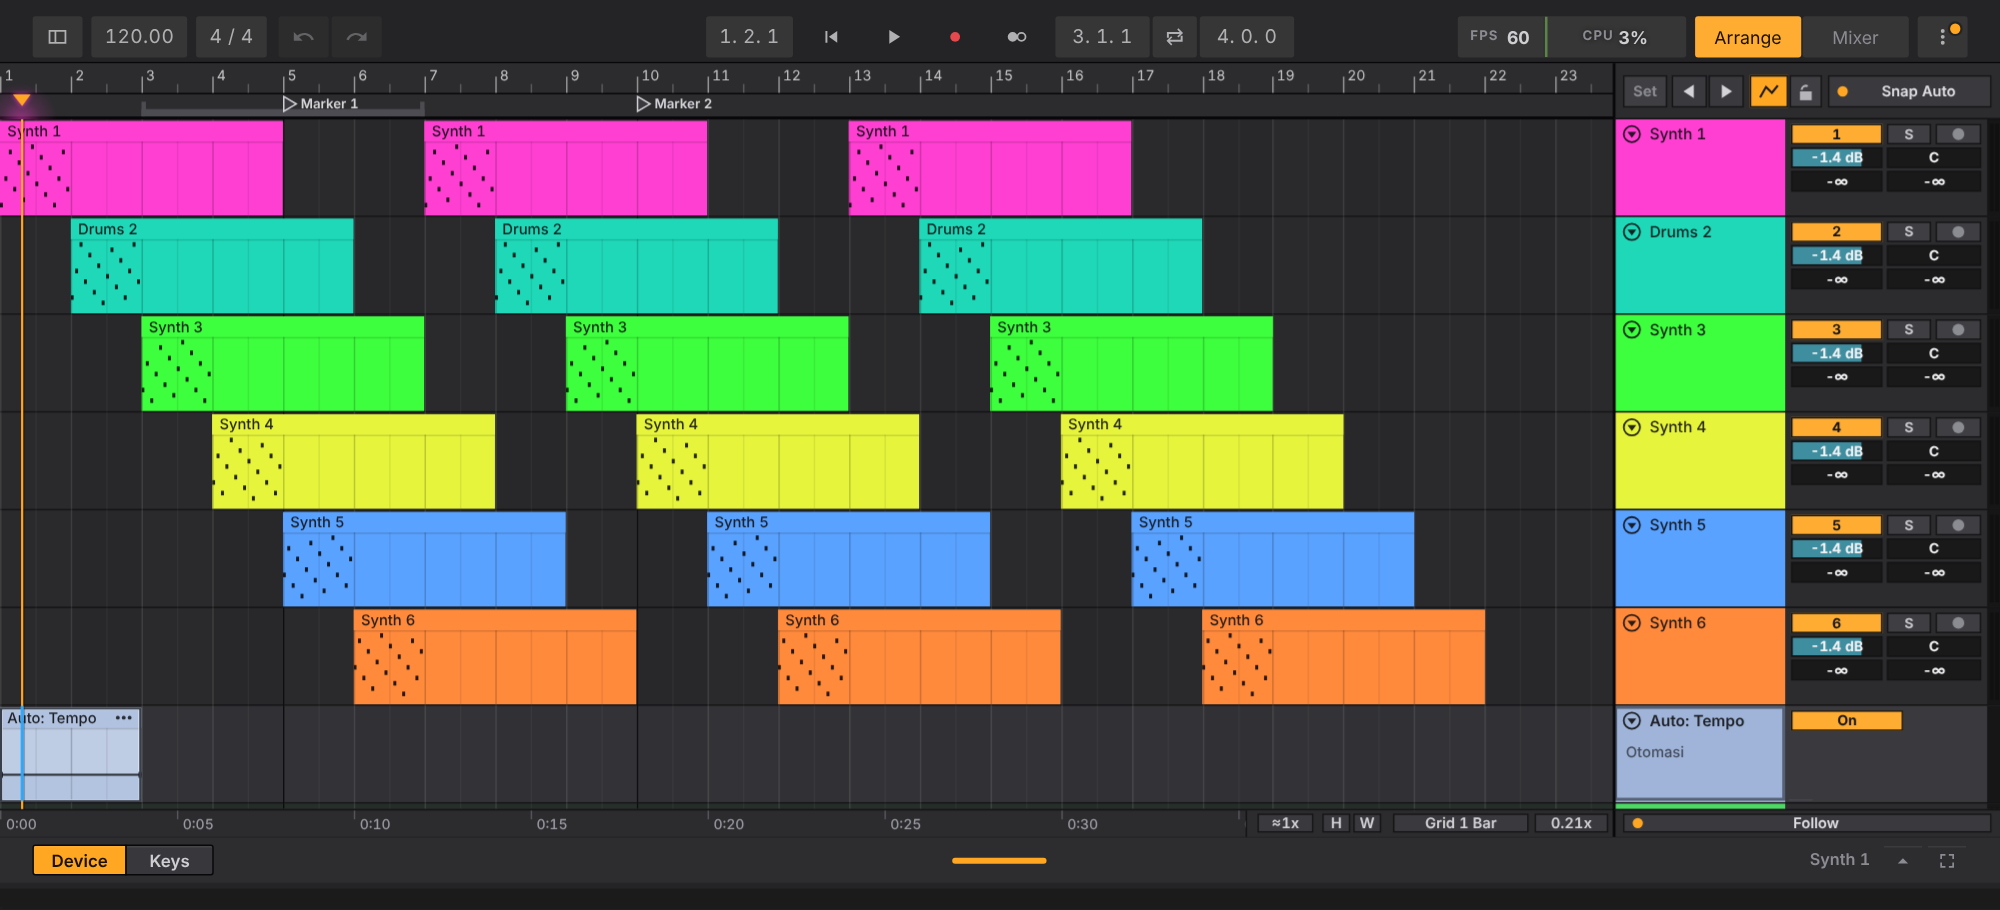 120.00 4 / 4 1. 2. 1 3. 1. 1 4. 0. 0 FPS 60 CPU 3% Arrange Mixer
1 2 3 4 5 6 7 8 9 10 11 12 13 14 15 16 17 18 19 20 21 22 23
Set Snap Auto
Marker 1 Marker 2
Synth 1 Synth 1 Synth 1 Synth 1 1 S
-1.4 dB C
-∞ -∞
Drums 2 Drums 2 Drums 2 Drums 2 2 S
-1.4 dB C
-∞ -∞
Synth 3 Synth 3 Synth 3 Synth 3 3 S
-1.4 dB C
-∞ -∞
Synth 4 Synth 4 Synth 4 Synth 4 4 S
-1.4 dB C
-∞ -∞
Synth 5 Synth 5 Synth 5 Synth 5 5 S
-1.4 dB C
-∞ -∞
Synth 6 Synth 6 Synth 6 Synth 6 6 S
-1.4 dB C
-∞ -∞
Auto: Tempo ••• Auto: Tempo On
Otomasi
0:00 0:05 0:10 0:15 0:20 0:25 0:30 ≈1x H W Grid 1 Bar 0.21x Follow
Device Keys Synth 1